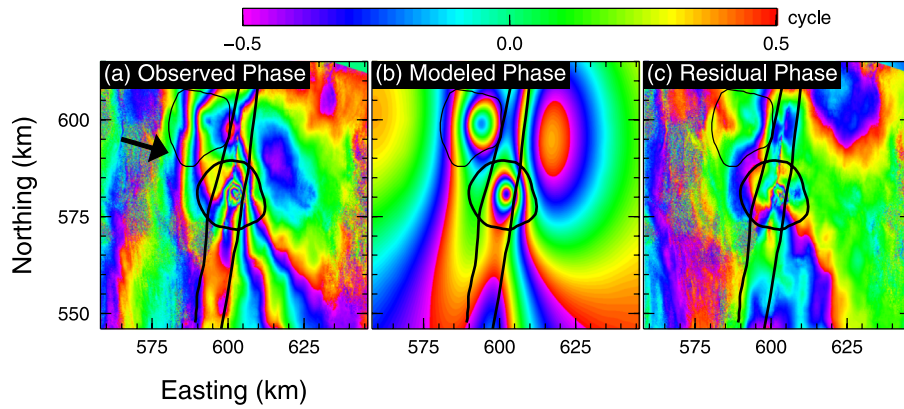 cycle
−0.5 0.0 0.5
(a) Observed Phase (b) Modeled Phase (c) Residual Phase
Northing (km)
600
575
550
575 600 625 575 600 625 575 600 625
Easting (km)